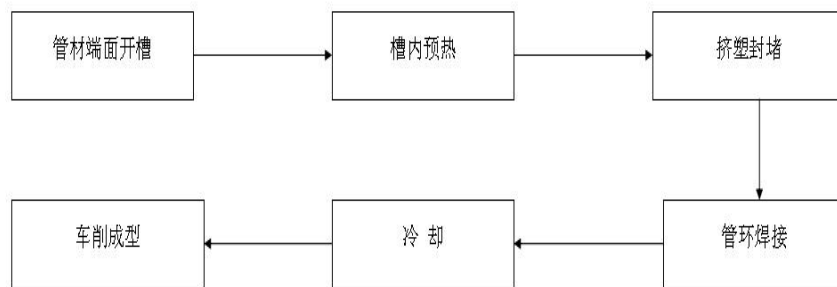 管材端面开槽
槽内预热
挤塑封堵
管环焊接
冷 却
车削成型